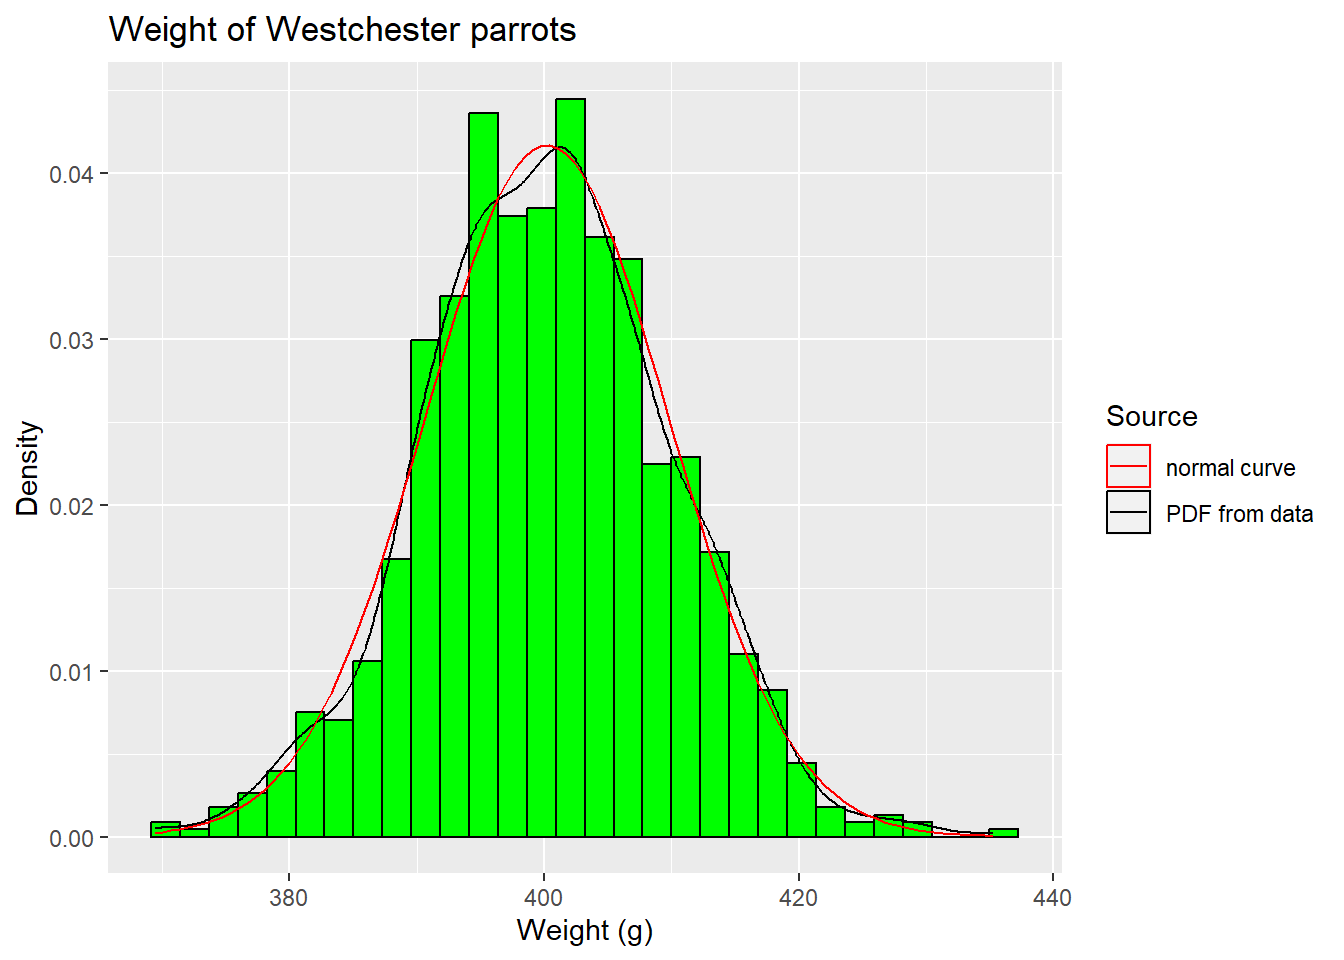 Weight of Westchester parrots
Density
0.04
0.03
0.02
0.01
0.00
380 400 420 440
Weight (g)
Source
normal curve
PDF from data